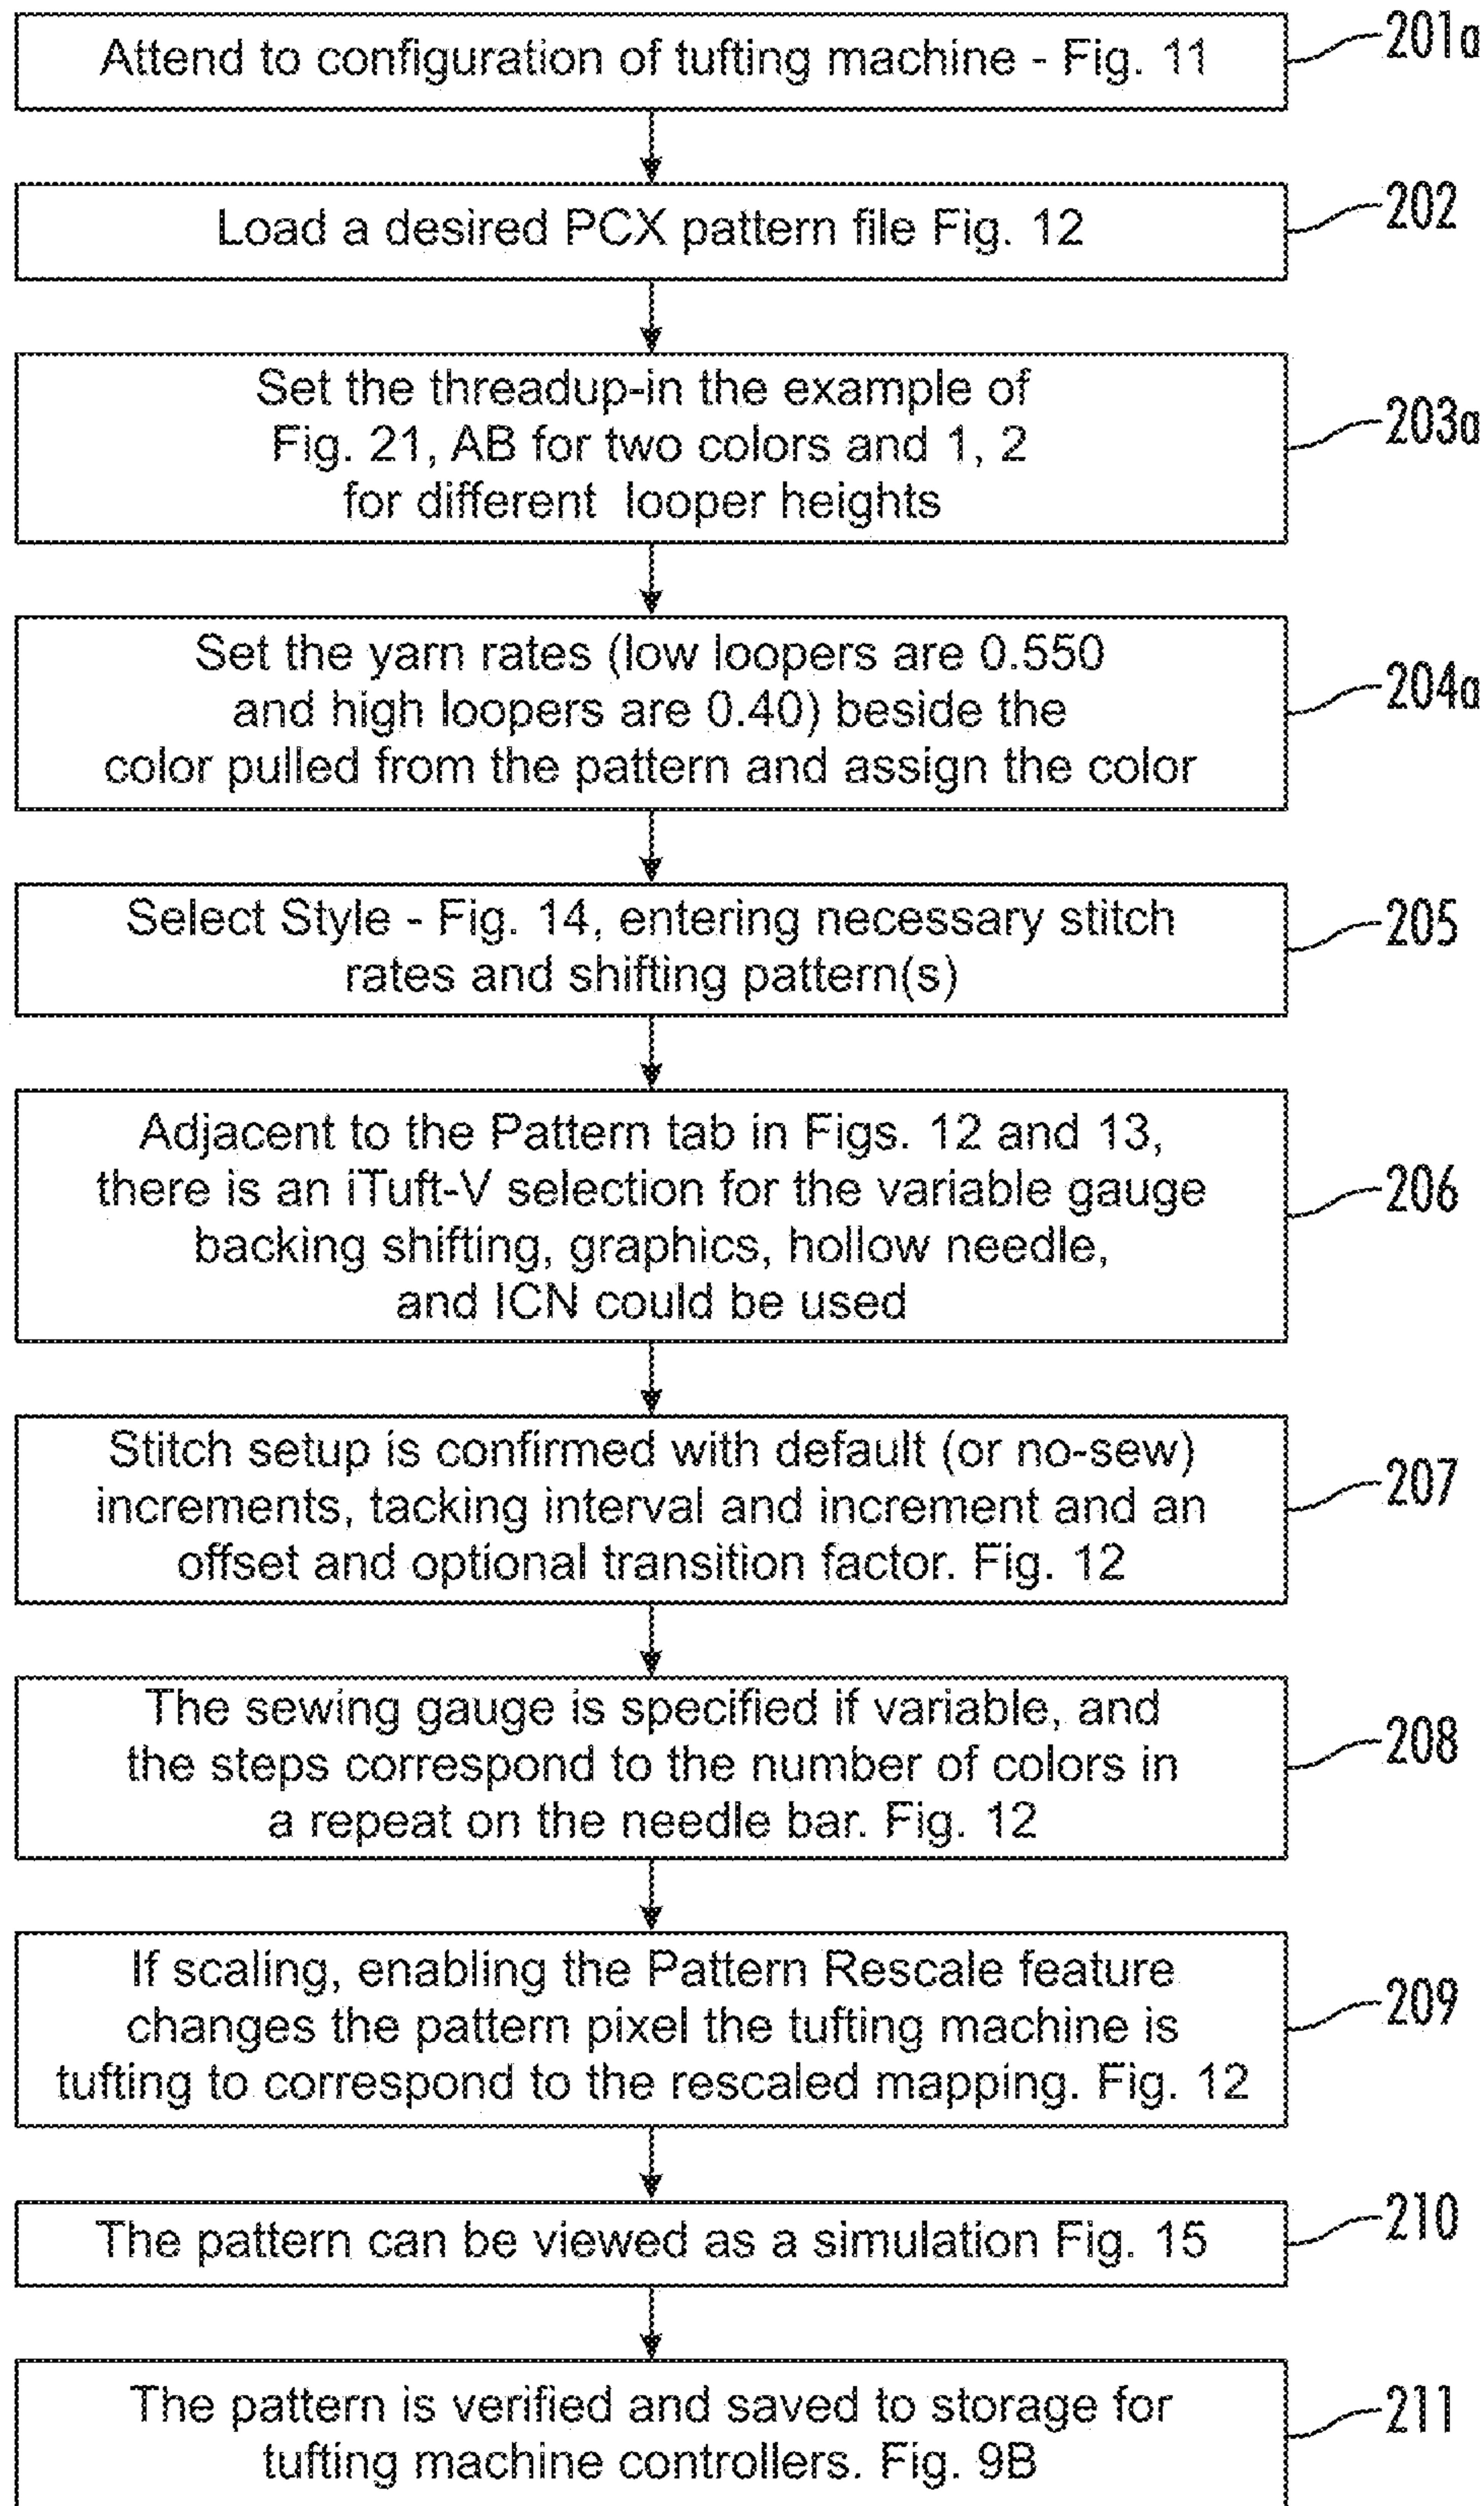 Attend to configuration of tufting machine - Fig. 11
201a
Load a desired PCX pattern file Fig. 12
202
Set the threadup-in the example of
Fig. 21, AB for two colors and 1, 2
for different looper heights
203a
Set the yarn rates (low loopers are 0.550
and high loopers are 0.40) beside the
color pulled from the pattern and assign the color
204a
Select Style - Fig. 14, entering necessary stitch
rates and shifting pattern(s)
205
Adjacent to the Pattern tab in Figs. 12 and 13,
there is an iTuft-V selection for the variable gauge
backing shifting, graphics, hollow needle,
and ICN could be used
206
Stitch setup is confirmed with default (or no-sew)
increments, tacking interval and increment and an
offset and optional transition factor. Fig. 12
207
The sewing gauge is specified if variable, and
the steps correspond to the number of colors in
a repeat on the needle bar. Fig. 12
208
If scaling, enabling the Pattern Rescale feature
changes the pattern pixel the tufting machine is
tufting to correspond to the rescaled mapping. Fig. 12
209
The pattern can be viewed as a simulation Fig. 15
210
The pattern is verified and saved to storage for
tufting machine controllers. Fig. 9B
211